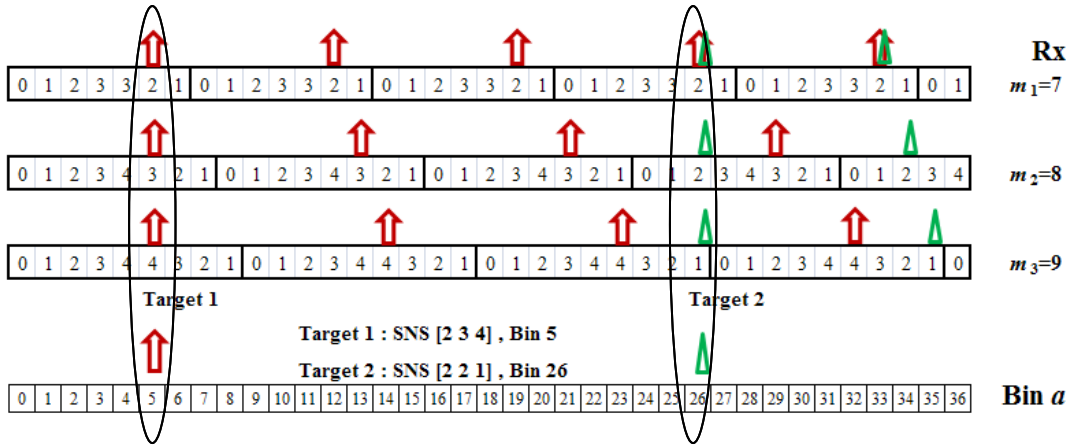 Rx
0 1 2 3 3 2 1 0 1 2 3 3 2 1 0 1 2 3 3 2 1 0 1 2 3 3 2 1 0 1 2 3 3 2 1 0 1 m1=7
0 1 2 3 4 3 2 1 0 1 2 3 4 3 2 1 0 1 2 3 4 3 2 1 0 1 2 3 4 3 2 1 0 1 2 3 4 m2=8
0 1 2 3 4 4 3 2 1 0 1 2 3 4 4 3 2 1 0 1 2 3 4 4 3 2 1 0 1 2 3 4 4 3 2 1 0 m3=9
Target 1 Target 2
Target 1 : SNS [2 3 4] , Bin 5
Target 2 : SNS [2 2 1] , Bin 26
0 1 2 3 4 5 6 7 8 9 10 11 12 13 14 15 16 17 18 19 20 21 22 23 24 25 26 27 28 29 30 31 32 33 34 35 36 Bin a